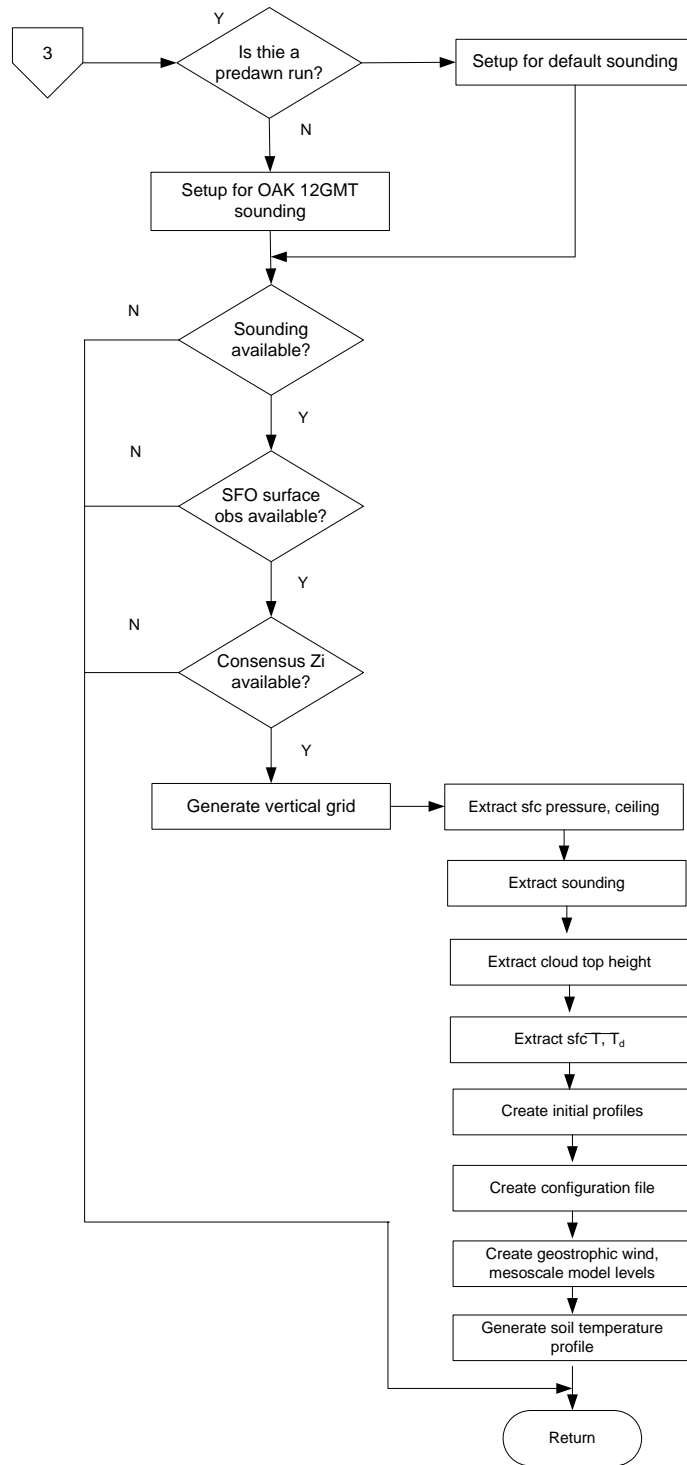 Y
3
Is thie a
predawn run?
Setup for default sounding
N
Setup for OAK 12GMT
sounding
N
Sounding
available?
Y
N
SFO surface
obs available?
Y
N
Consensus Zi
available?
Y
Generate vertical grid
Extract sfc pressure, ceiling
Extract sounding
Extract cloud top height
Extract sfc T, Td
Create initial profiles
Create configuration file
Create geostrophic wind,
mesoscale model levels
Generate soil temperature
profile
Return